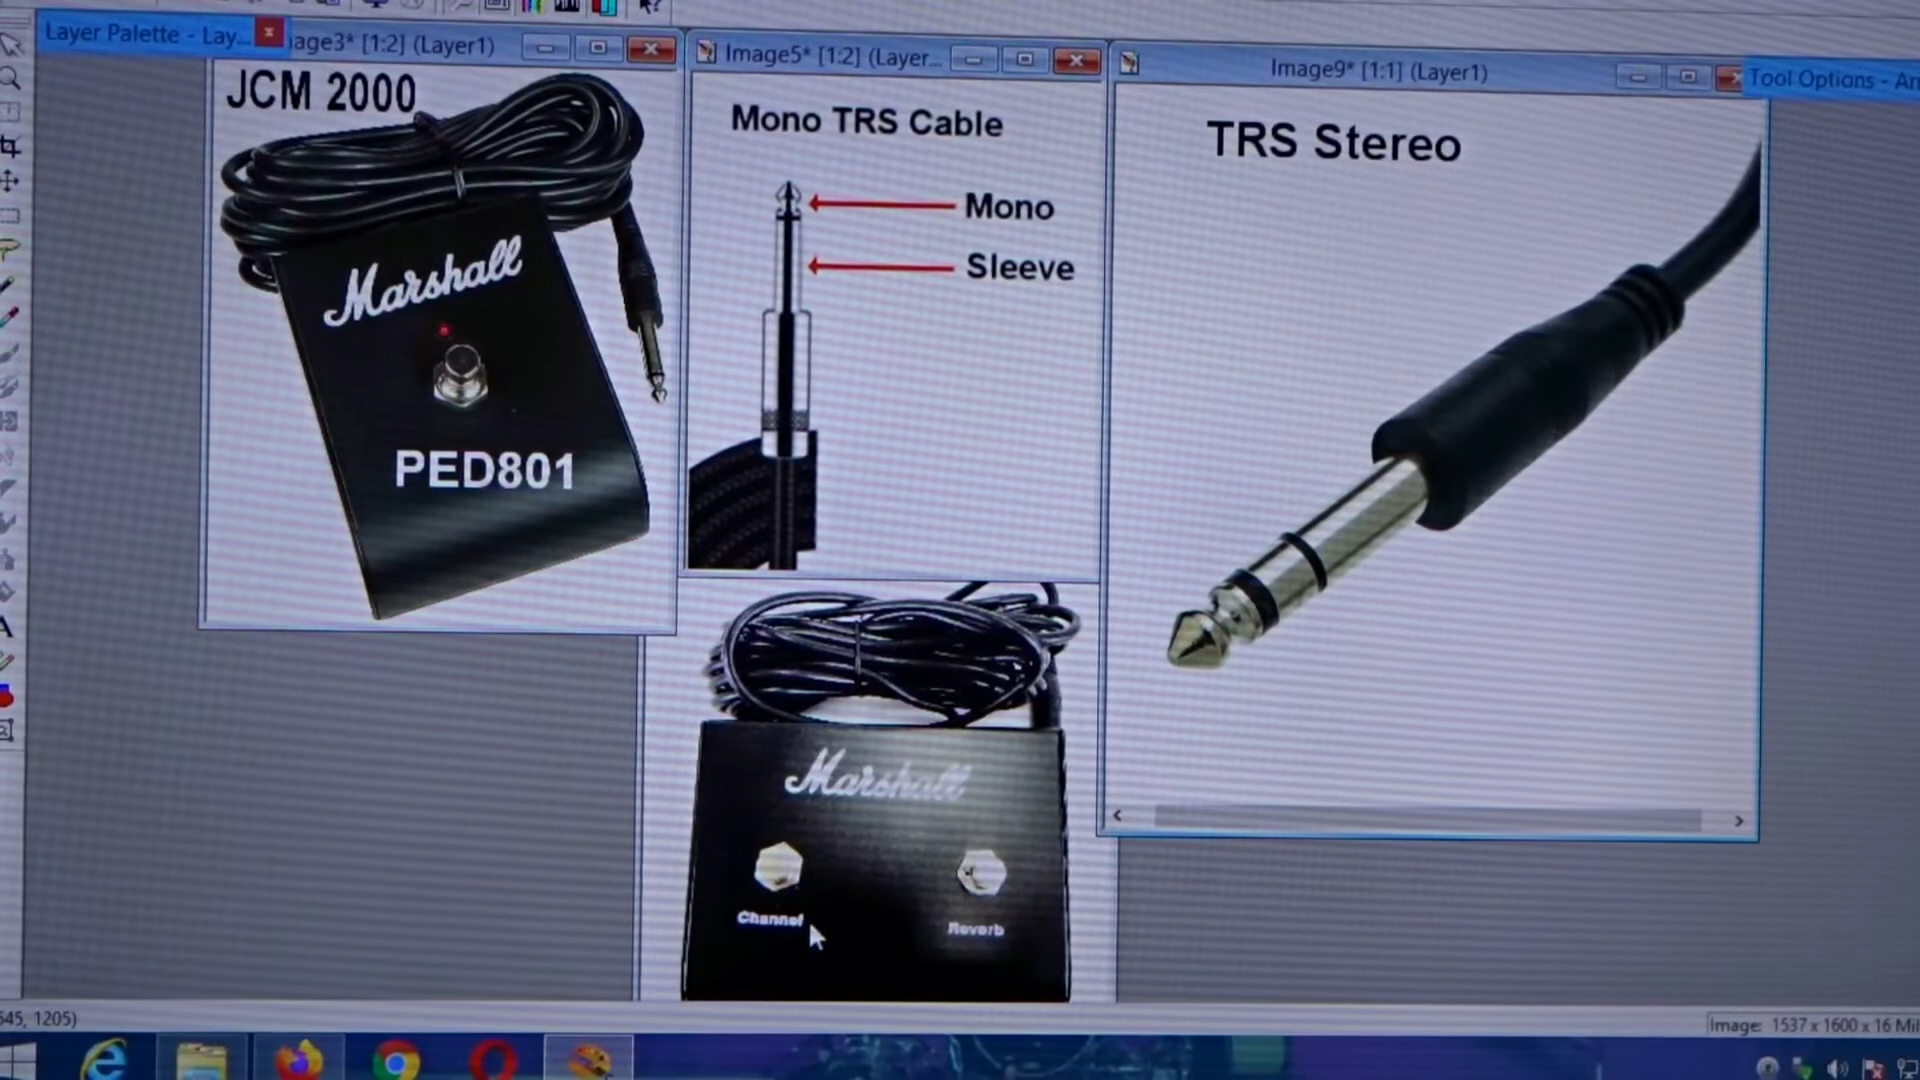 Layer Palette - Lay...
age3* [1:2] (Layer1)
Image5* [1:2] (Layer...
Image9* [1:1] (Layer1)
Tool Options - An
JCM 2000
Marshall
PED801
Mono TRS Cable
Mono
Sleeve
TRS Stereo
Marshall
Channel
Reverb
545, 1205)
Image: 1537 x 1600 x 16 Mil